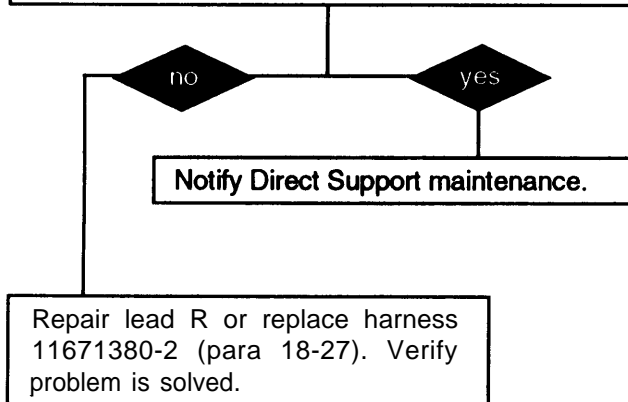 no
yes
Notify Direct Support maintenance.
Repair lead R or replace harness
11671380-2 (para 18-27). Verify
problem is solved.